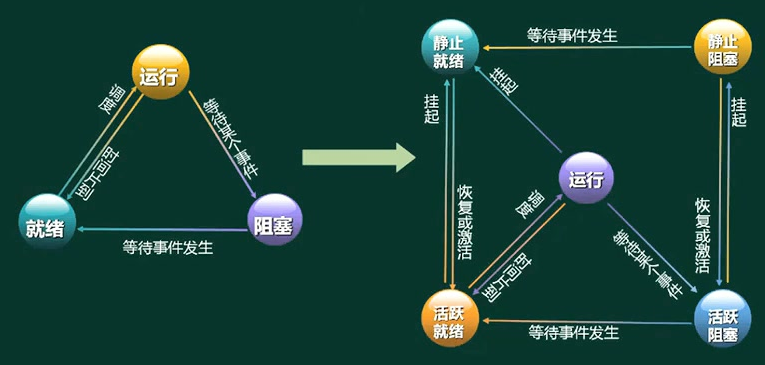 运行
调度
时间片到
等待某个事件
就绪
阻塞
等待事件发生
静止
就绪
等待事件发生
静止
阻塞
挂起
挂起
挂起
运行
恢复或激活
调度
时间片到
等待某个事件
恢复或激活
活跃
就绪
等待事件发生
活跃
阻塞